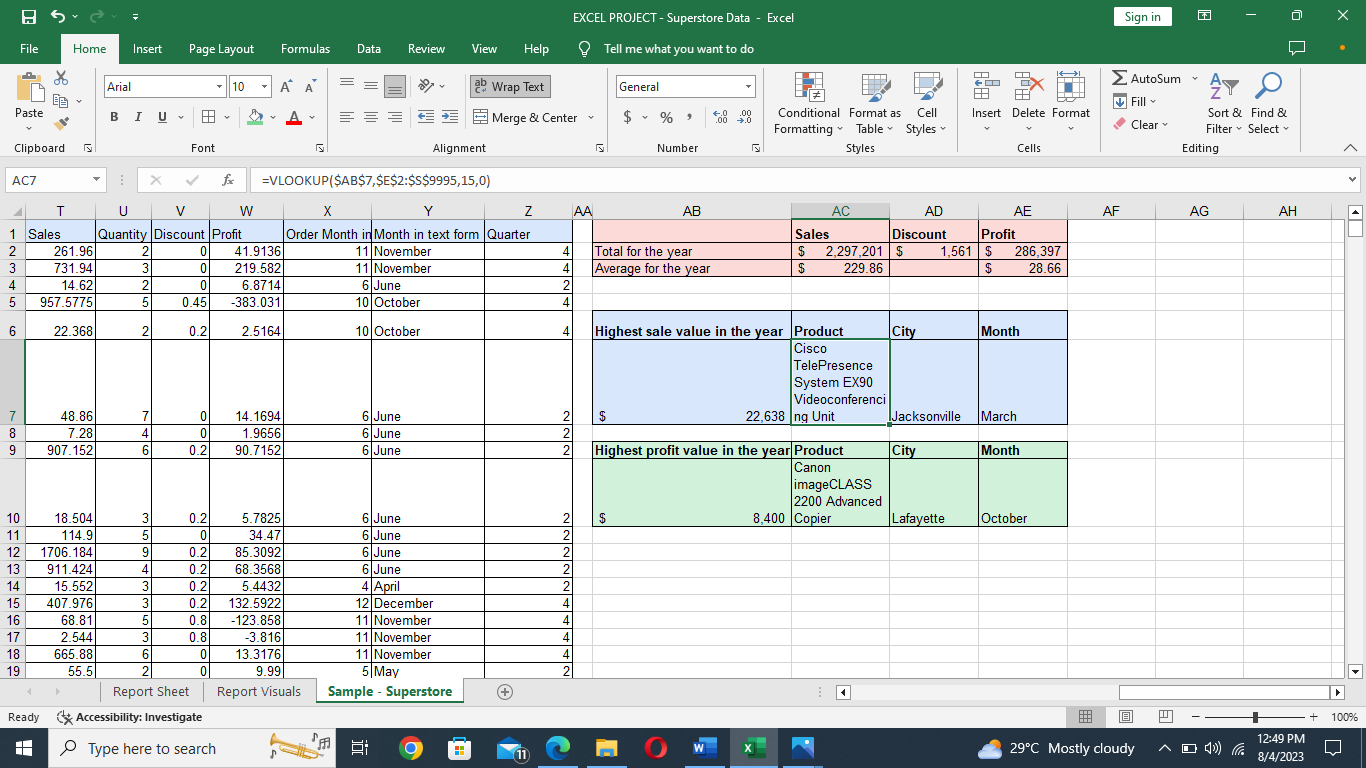 EXCEL PROJECT - Superstore Data - Excel
Sign in
File Home Insert Page Layout Formulas Data Review View Help Tell me what you want to do
Paste
Clipboard
Arial 10 A A
B I U A
Font
ab Wrap Text
Merge & Center
Alignment
General
$ % , .00 .00
Number
Conditional Formatting
Format as Table
Cell Styles
Styles
Insert Delete Format
Cells
AutoSum
Fill
Clear
Sort & Filter
Find & Select
Editing
AC7 fx =VLOOKUP($AB$7,$E$2:$S$9995,15,0)
T U V W X Y Z AA AB AC AD AE AF AG AH
1 Sales Quantity Discount Profit Order Month in Month in text form Quarter Sales Discount Profit
2 261.96 2 0 41.9136 11 November 4 Total for the year $ 2,297,201 $ 1,561 $ 286,397
3 731.94 3 0 219.582 11 November 4 Average for the year $ 229.86 $ 28.66
4 14.62 2 0 6.8714 6 June 2
5 957.5775 5 0.45 -383.031 10 October 4
6 22.368 2 0.2 2.5164 10 October 4 Highest sale value in the year Product City Month
Cisco
TelePresence
System EX90
Videoconferenci
7 48.86 7 0 14.1694 6 June 2 $ 22,638 ng Unit Jacksonville March
8 7.28 4 0 1.9656 6 June 2
9 907.152 6 0.2 90.7152 6 June 2 Highest profit value in the year Product City Month
Canon
imageCLASS
2200 Advanced
10 18.504 3 0.2 5.7825 6 June 2 $ 8,400 Copier Lafayette October
11 114.9 5 0 34.47 6 June 2
12 1706.184 9 0.2 85.3092 6 June 2
13 911.424 4 0.2 68.3568 6 June 2
14 15.552 3 0.2 5.4432 4 April 2
15 407.976 3 0.2 132.5922 12 December 4
16 68.81 5 0.8 -123.858 11 November 4
17 2.544 3 0.8 -3.816 11 November 4
18 665.88 6 0 13.3176 11 November 4
19 55.5 2 0 9.99 5 May 2
Report Sheet Report Visuals Sample - Superstore
Ready Accessibility: Investigate 100%
Type here to search 11 29°C Mostly cloudy 12:49 PM
8/4/2023